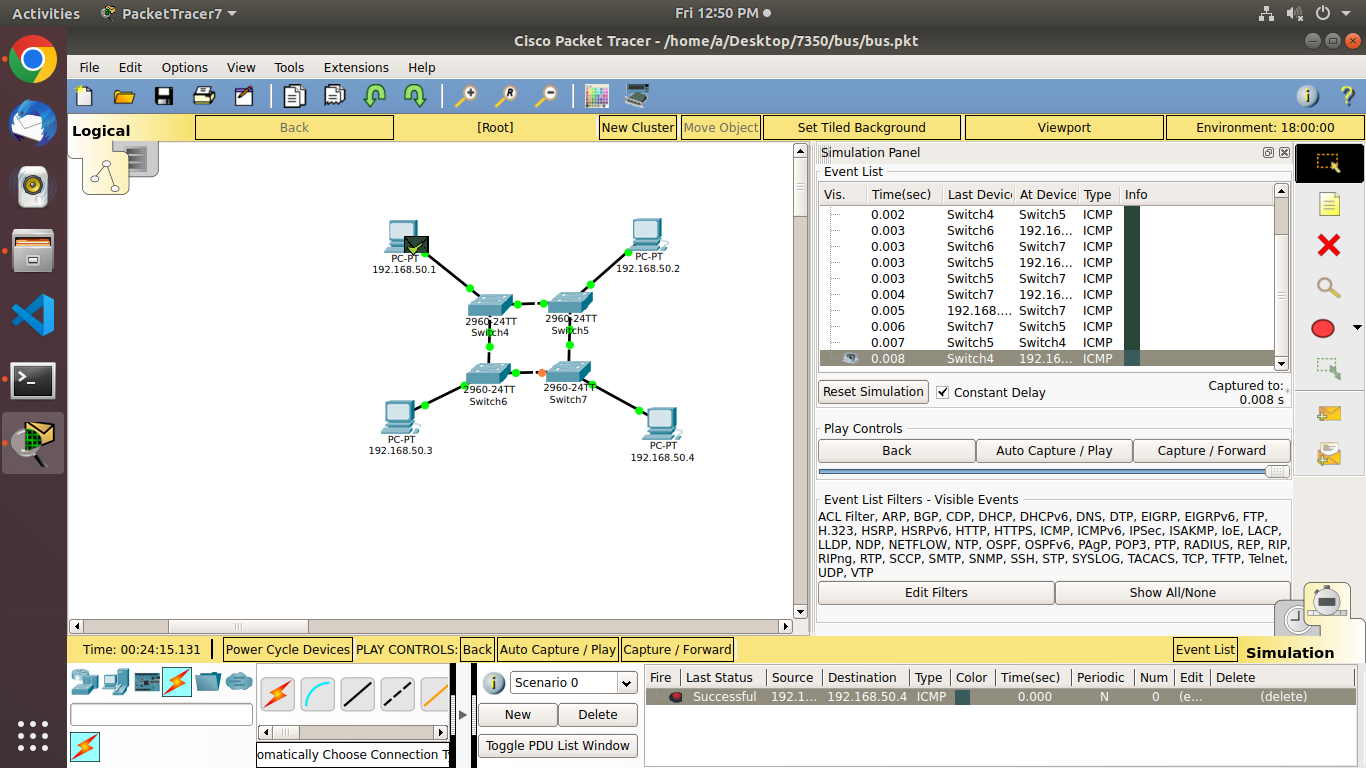 Activities PacketTracer7 Fri 12:50 PM
Cisco Packet Tracer - /home/a/Desktop/7350/bus/bus.pkt
File Edit Options View Tools Extensions Help
Logical Back [Root] New Cluster Move Object Set Tiled Background Viewport Environment: 18:00:00
PC-PT
192.168.50.1
PC-PT
192.168.50.2
2960-24TT
Switch4
2960-24TT
Switch5
2960-24TT
Switch6
2960-24TT
Switch7
PC-PT
192.168.50.3
PC-PT
192.168.50.4
Simulation Panel
Event List
Vis. Time(sec) Last Devic At Device Type Info
0.002 Switch4 Switch5 ICMP
0.003 Switch6 192.16... ICMP
0.003 Switch6 Switch7 ICMP
0.003 Switch5 192.16... ICMP
0.003 Switch5 Switch7 ICMP
0.004 Switch7 192.16... ICMP
0.005 192.168.... Switch7 ICMP
0.006 Switch7 Switch5 ICMP
0.007 Switch5 Switch4 ICMP
0.008 Switch4 192.16... ICMP
Reset Simulation Constant Delay Captured to:
0.008 s
Play Controls
Back Auto Capture / Play Capture / Forward
Event List Filters - Visible Events
ACL Filter, ARP, BGP, CDP, DHCP, DHCPv6, DNS, DTP, EIGRP, EIGRPv6, FTP,
H.323, HSRP, HSRPv6, HTTP, HTTPS, ICMP, ICMPv6, IPSec, ISAKMP, IoE, LACP,
LLDP, NDP, NETFLOW, NTP, OSPF, OSPFv6, PAgP, POP3, PTP, RADIUS, REP, RIP,
RIPng, RTP, SCCP, SMTP, SNMP, SSH, STP, SYSLOG, TACACS, TCP, TFTP, Telnet,
UDP, VTP
Edit Filters Show All/None
Time: 00:24:15.131 Power Cycle Devices PLAY CONTROLS: Back Auto Capture / Play Capture / Forward Event List Simulation
Scenario 0
New Delete
Toggle PDU List Window
omatically Choose Connection T
Fire Last Status Source Destination Type Color Time(sec) Periodic Num Edit Delete
Successful 192.1... 192.168.50.4 ICMP 0.000 N 0 (e... (delete)